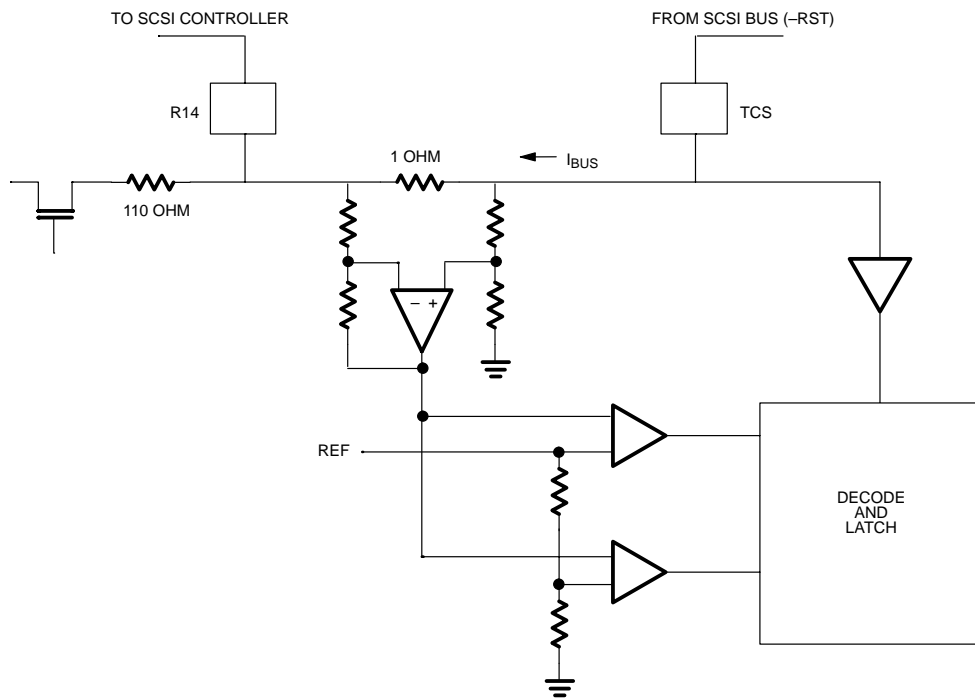 TO SCSI CONTROLLER
FROM SCSI BUS (–RST)
R14
TCS
1 OHM
I_BUS
110 OHM
– +
REF
DECODE
AND
LATCH